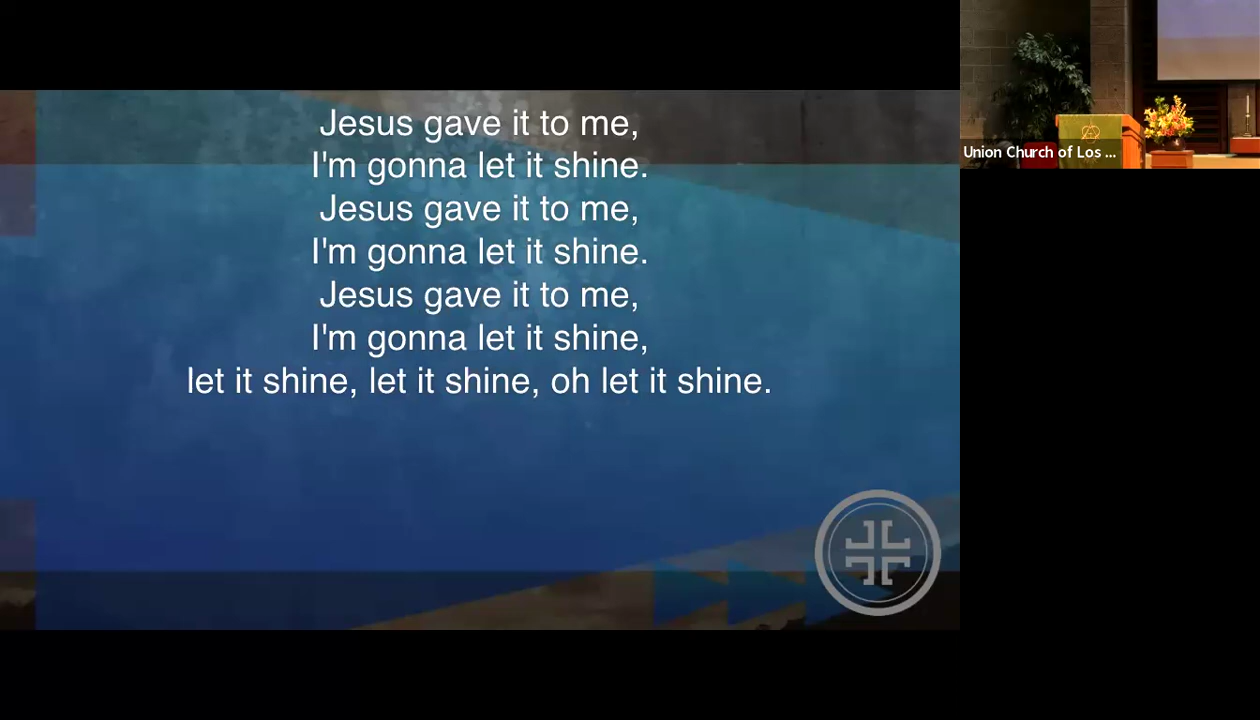 Jesus gave it to me,
I'm gonna let it shine.
Jesus gave it to me,
I'm gonna let it shine.
Jesus gave it to me,
I'm gonna let it shine,
let it shine, let it shine, oh let it shine.
Union Church of Los ...